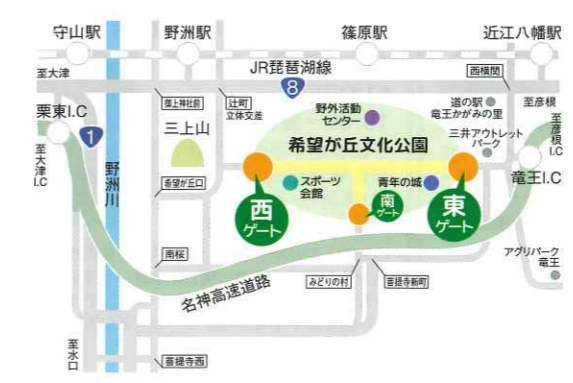 守山駅
野洲駅
篠原駅
近江八幡駅
JR琵琶湖線
至大津
8
西横関
御上神社前
辻町
立体交差
道の駅
竜王かがみの里
至彦根
至彦根I.C
栗東I.C
1
三上山
野外活動
センター
希望が丘文化公園
三井アウトレット
パーク
竜王I.C
至大津I.C
野洲川
希望が丘口
西
ゲート
スポーツ
会館
青年の城
南
ゲート
東
ゲート
南桜
名神高速道路
みどりの村
菩提寺新町
アグリパーク
竜王
至水口
菩提寺西